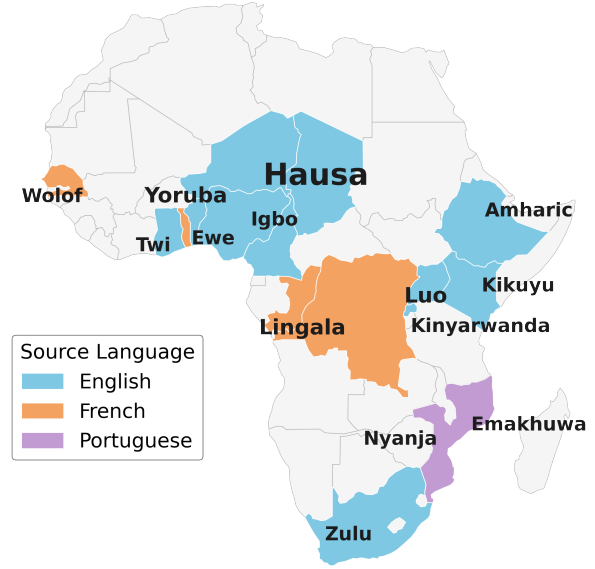 Hausa
Wolof
Yoruba
Amharic
Igbo
Twi
Ewe
Kikuyu
Luo
Lingala
Kinyarwanda
Source Language
English
French
Portuguese
Emakhuwa
Nyanja
Zulu